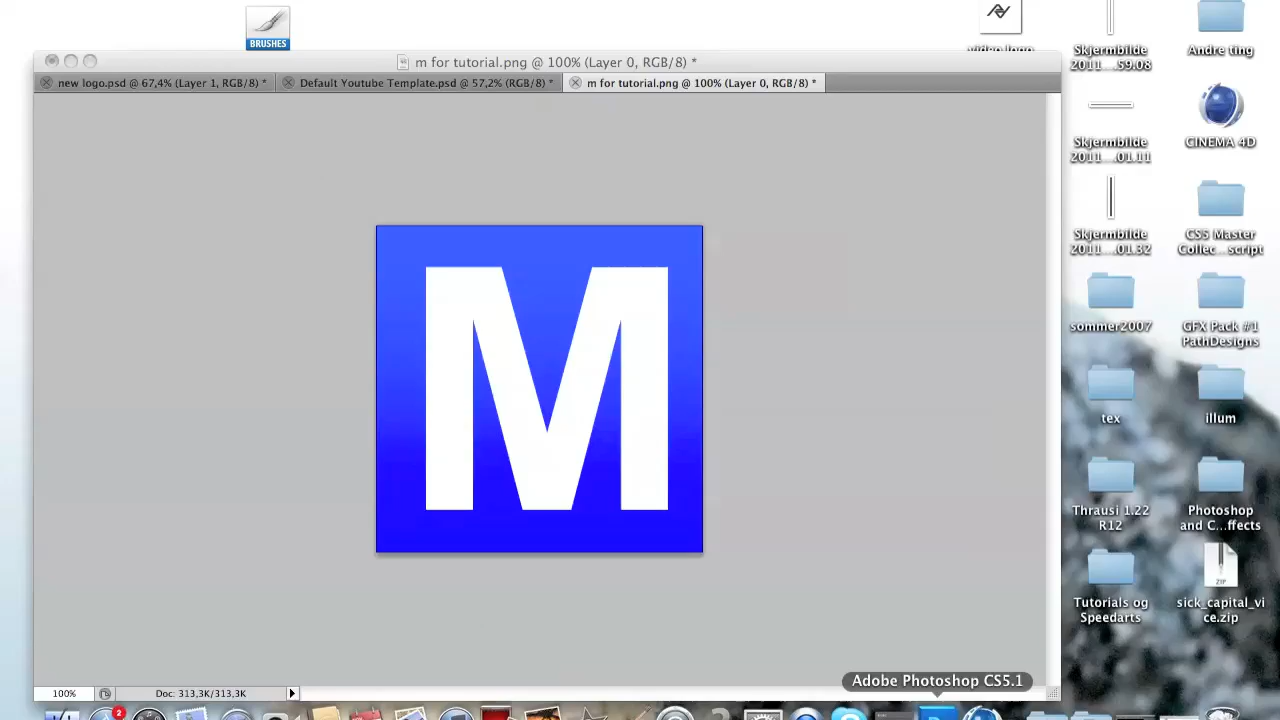 BRUSHES
m for tutorial.png @ 100% (Layer 0, RGB/8) *
new logo.psd @ 67,4% (Layer 1, RGB/8) *
Default Youtube Template.psd @ 57,2% (RGB/8) *
m for tutorial.png @ 100% (Layer 0, RGB/8) *
M
100%
Doc: 313,3K/313,3K
Adobe Photoshop CS5.1
2
video logo
Skjermbilde
2011 ...59.08
Andre ting
Skjermbilde
2011 ...01.11
CINEMA 4D
Skjermbilde
2011 ...01.32
CS5 Master
Collec...script
sommer2007
GFX Pack #1
PathDesigns
tex
illum
Thrausi 1.22
R12
Photoshop
and C...ffects
ZIP
Tutorials og
Speedarts
sick_capital_vi
ce.zip